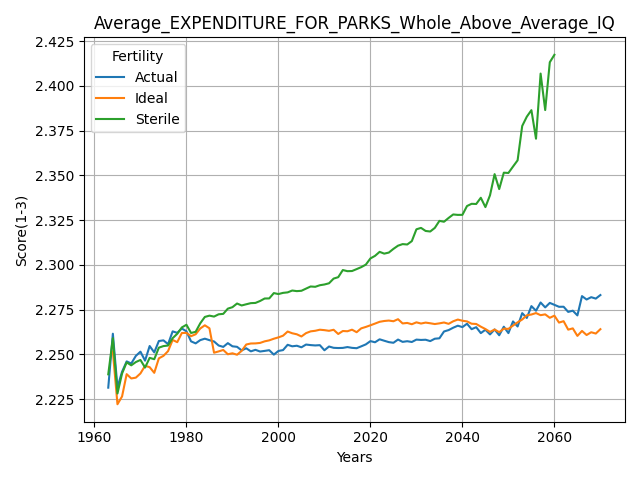 Average_EXPENDITURE_FOR_PARKS_Whole_Above_Average_IQ
2.425
2.400
2.375
2.350
2.325
2.300
2.275
2.250
2.225
Score(1-3)
Fertility
Actual
Ideal
Sterile
1960
1980
2000
2020
2040
2060
Years